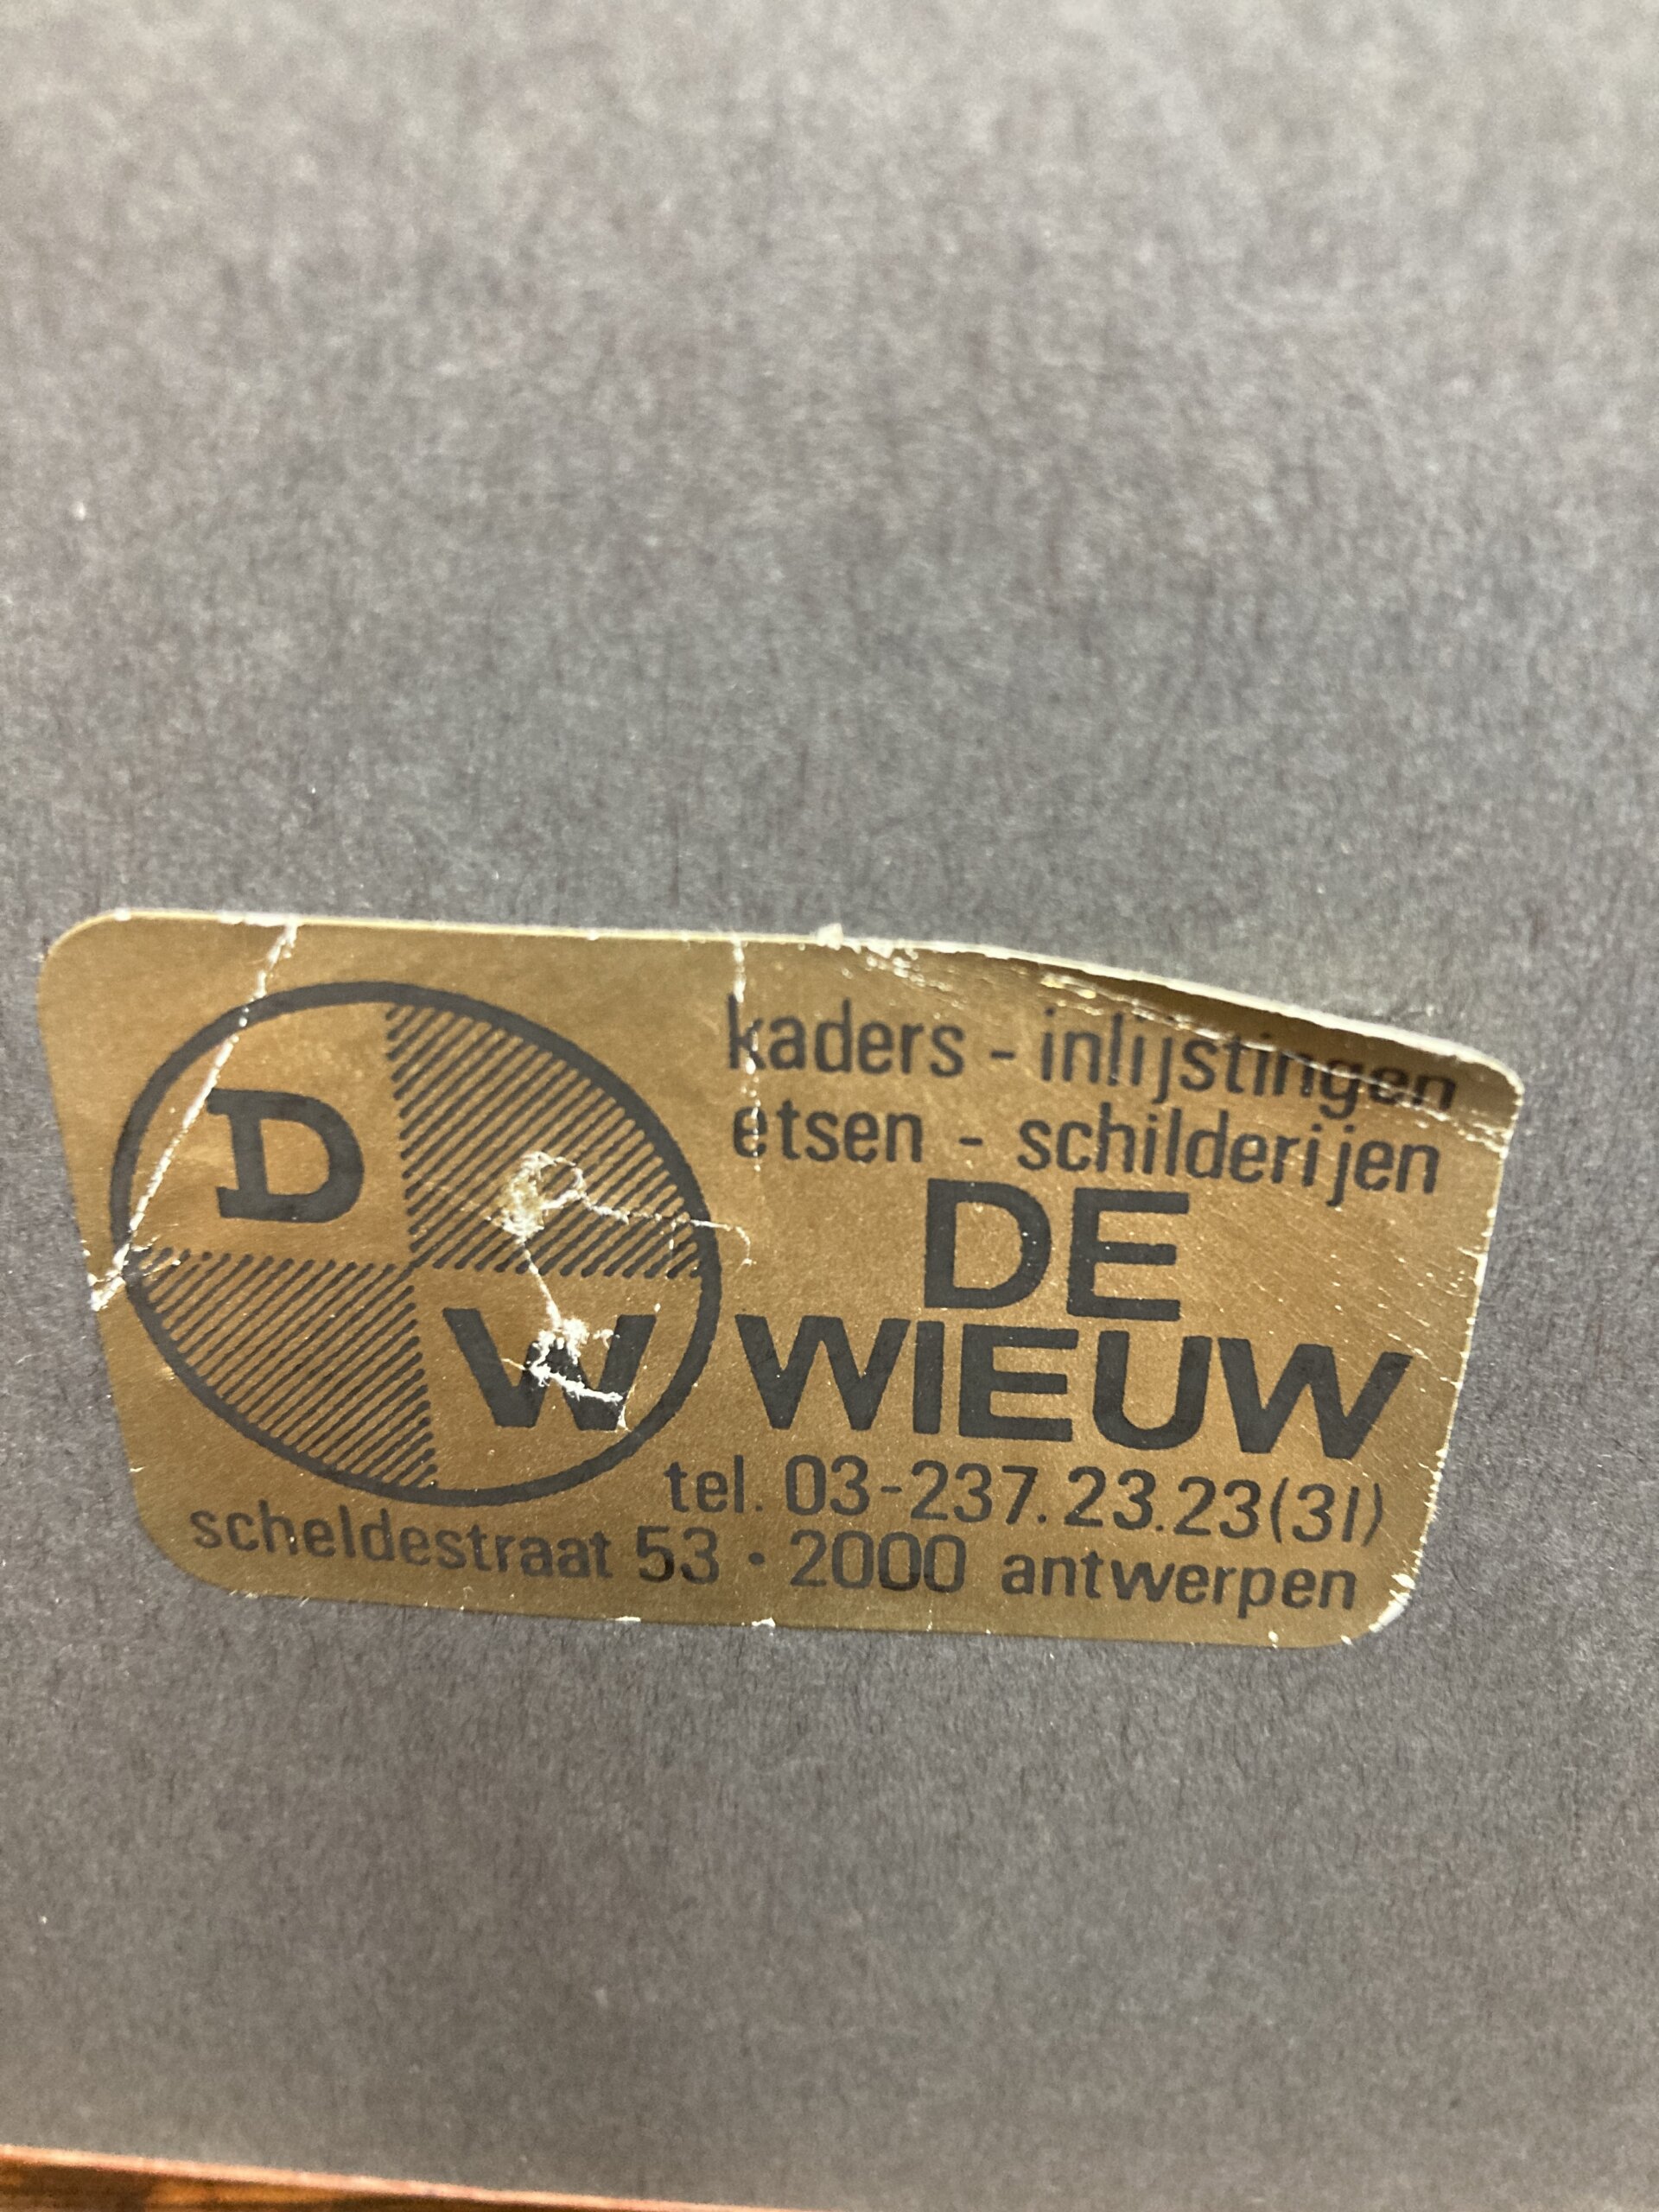 D
W
kaders - inlijstingen
etsen - schilderijen
DE
WIEUW
tel. 03-237.23.23(31)
scheldestraat 53 · 2000 antwerpen